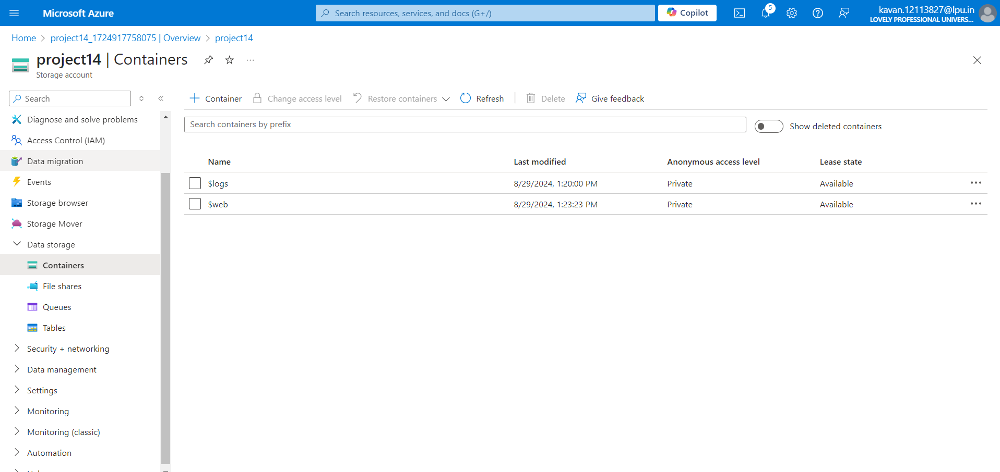 Microsoft Azure
Search resources, services, and docs (G+/)
Copilot
5
kavan.12113827@lpu.in
LOVELY PROFESSIONAL UNIVERS...
Home > project14_1724917758075 | Overview > project14
project14 | Containers
Storage account
Search
Container
Change access level
Restore containers
Refresh
Delete
Give feedback
Search containers by prefix
Show deleted containers
Diagnose and solve problems
Access Control (IAM)
Data migration
Events
Storage browser
Storage Mover
Data storage
Containers
File shares
Queues
Tables
Security + networking
Data management
Settings
Monitoring
Monitoring (classic)
Automation
Name Last modified Anonymous access level Lease state
$logs 8/29/2024, 1:20:00 PM Private Available
$web 8/29/2024, 1:23:23 PM Private Available